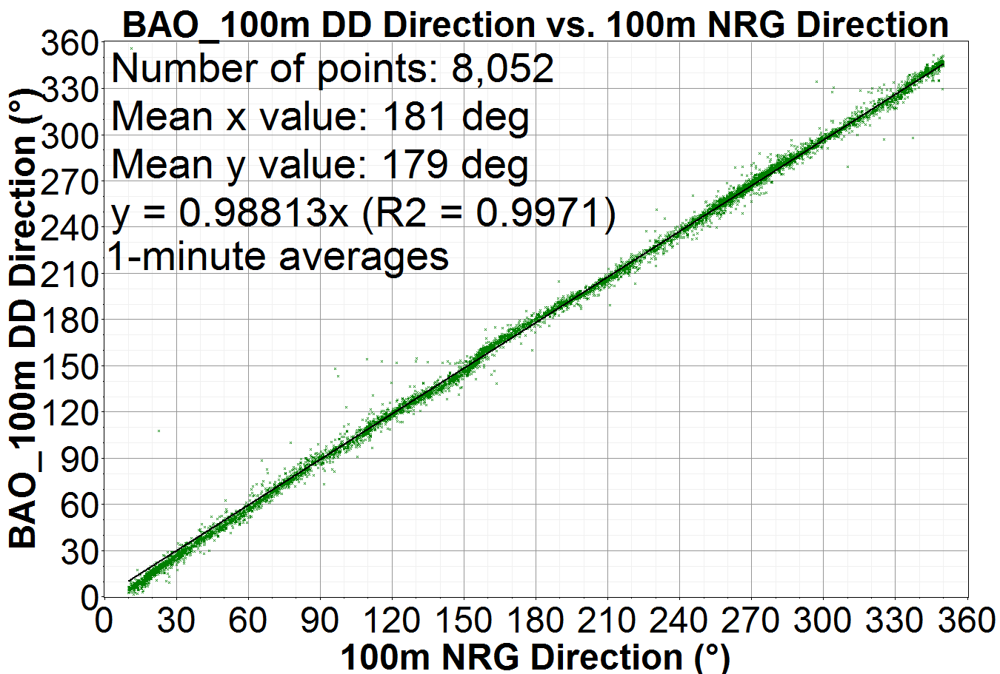 BAO_100m DD Direction vs. 100m NRG Direction
Number of points: 8,052
Mean x value: 181 deg
Mean y value: 179 deg
y = 0.98813x (R2 = 0.9971)
1-minute averages
BAO_100m DD Direction (°)
360
330
300
270
240
210
180
150
120
90
60
30
0
0 30 60 90 120 150 180 210 240 270 300 330 360
100m NRG Direction (°)